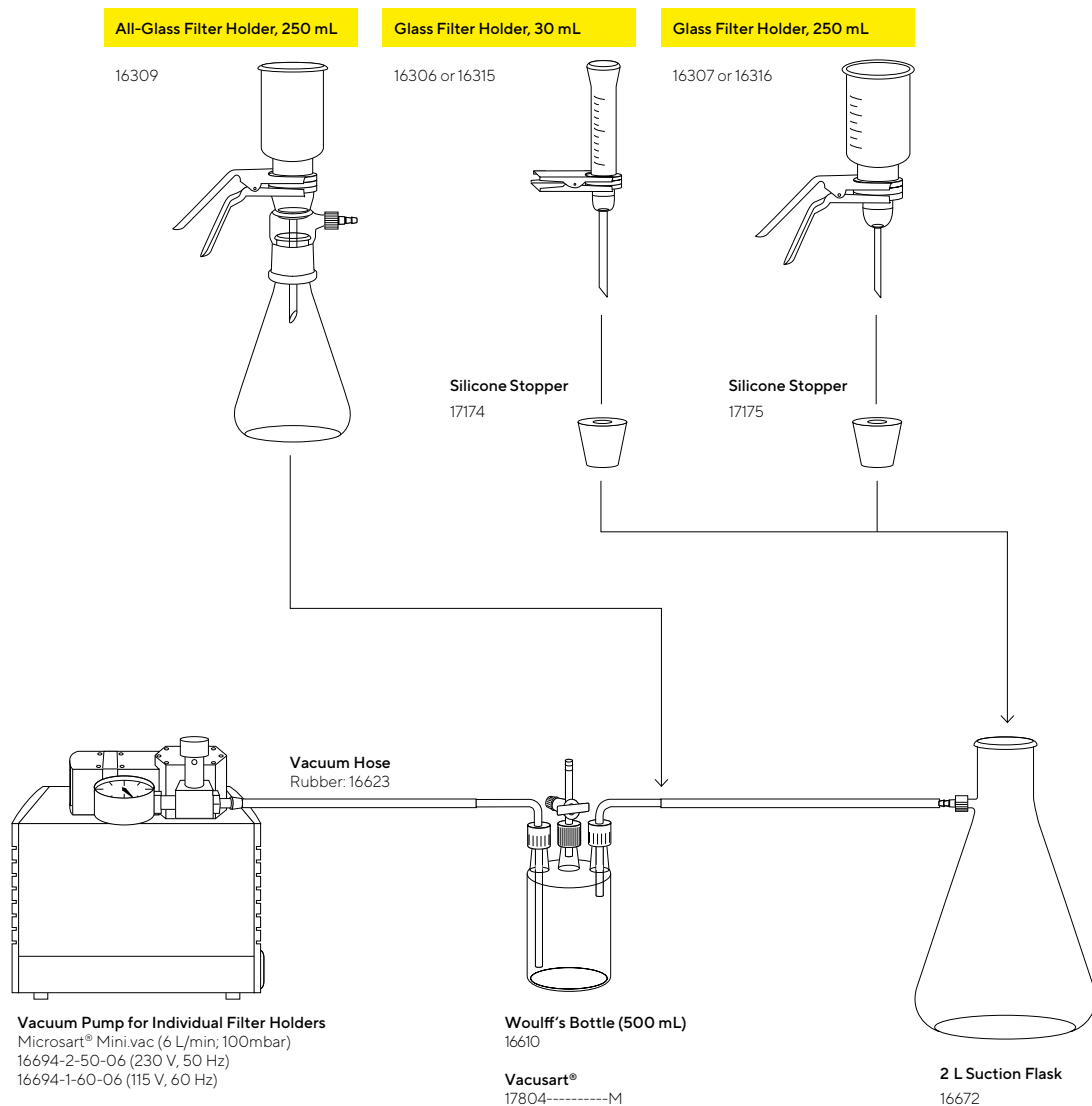 All-Glass Filter Holder, 250 mL
16309
Glass Filter Holder, 30 mL
16306 or 16315
Glass Filter Holder, 250 mL
16307 or 16316
Silicone Stopper
17174
Silicone Stopper
17175
Vacuum Hose
Rubber: 16623
Vacuum Pump for Individual Filter Holders
Microsart® Mini.vac (6 L/min; 100mbar)
16694-2-50-06 (230 V, 50 Hz)
16694-1-60-06 (115 V, 60 Hz)
Woulff's Bottle (500 mL)
16610
Vacusart®
17804----------M
2 L Suction Flask
16672